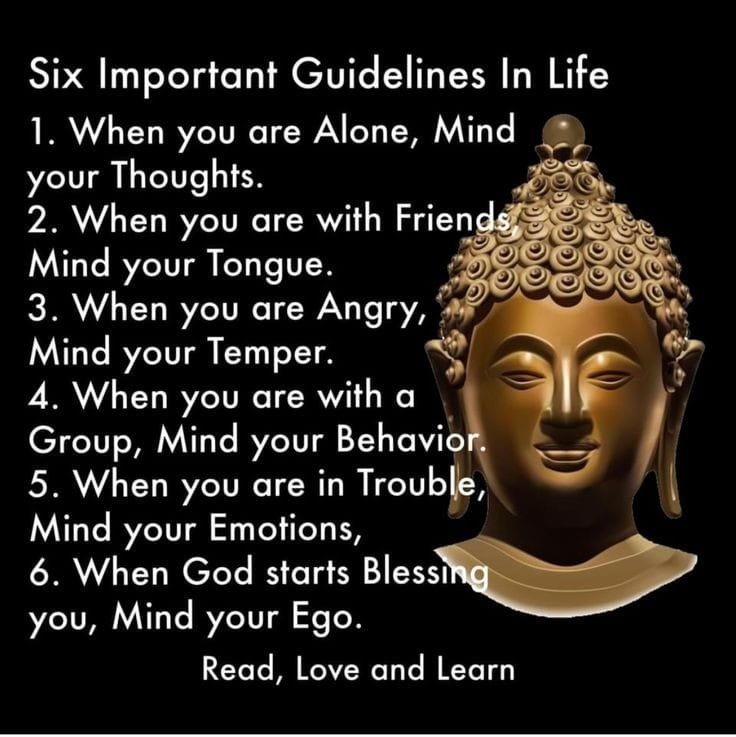 Six Important Guidelines In Life
1. When you are Alone, Mind
your Thoughts.
2. When you are with Friends,
Mind your Tongue.
3. When you are Angry,
Mind your Temper.
4. When you are with a
Group, Mind your Behavior.
5. When you are in Trouble,
Mind your Emotions,
6. When God starts Blessing
you, Mind your Ego.
Read, Love and Learn